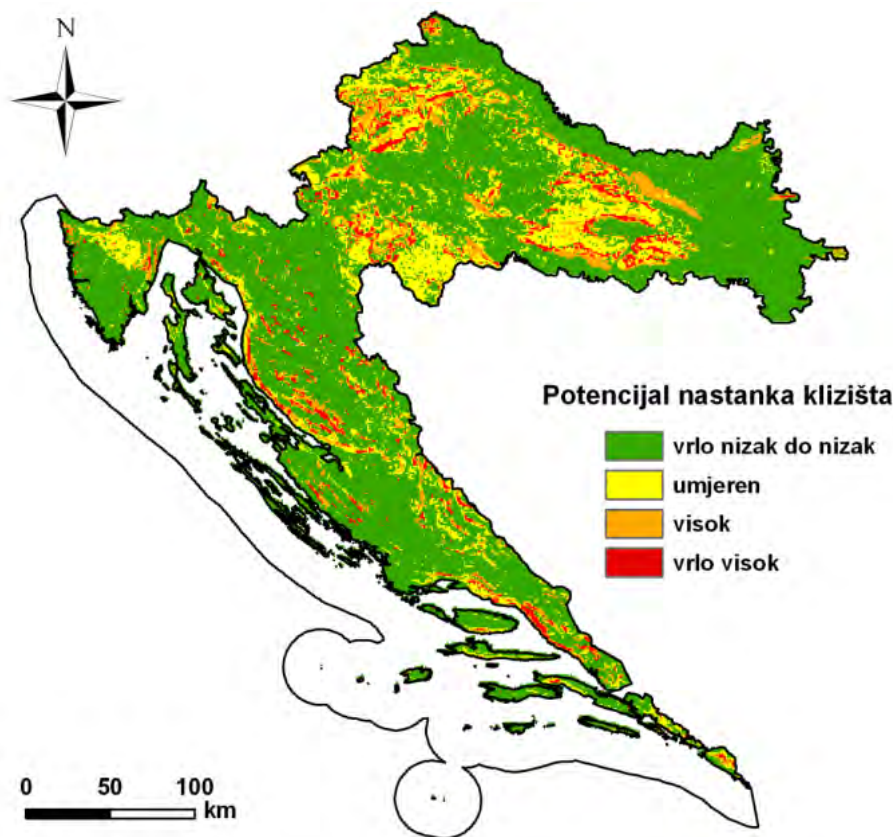 N
Potencijal nastanka klizišta
vrlo nizak do nizak
umjeren
visok
vrlo visok
0 50 100
km